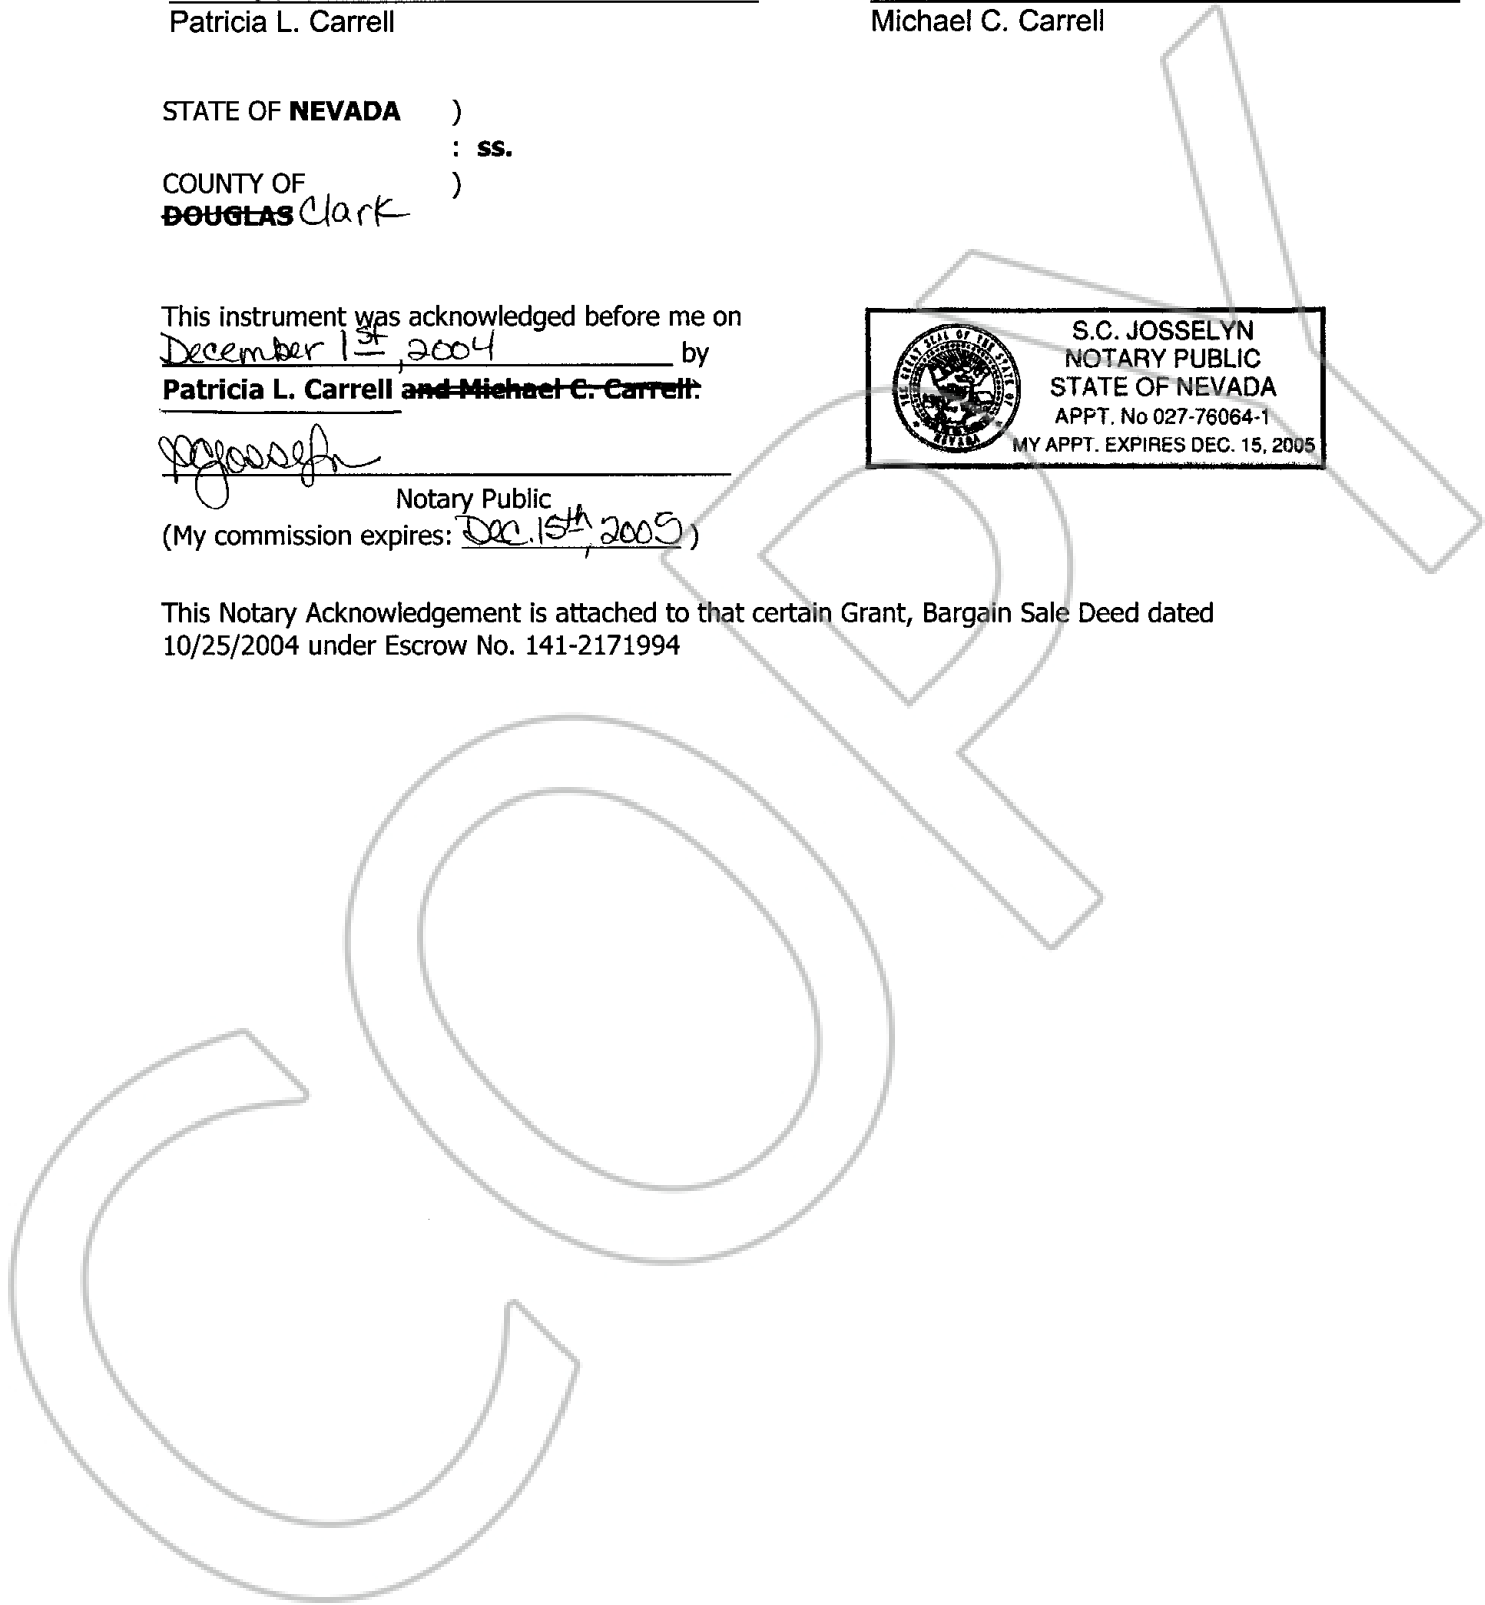 Patricia L. Carrell
Michael C. Carrell
STATE OF NEVADA )
: ss.
COUNTY OF )
DOUGLAS Clark
This instrument was acknowledged before me on
December 1st, 2004 by
Patricia L. Carrell and Michael C. Carrell.
Notary Public
(My commission expires: Dec. 15th, 2005)
S.C. JOSSELYN
NOTARY PUBLIC
STATE OF NEVADA
APPT. No 027-76064-1
MY APPT. EXPIRES DEC. 15, 2005
This Notary Acknowledgement is attached to that certain Grant, Bargain Sale Deed dated
10/25/2004 under Escrow No. 141-2171994
COPY